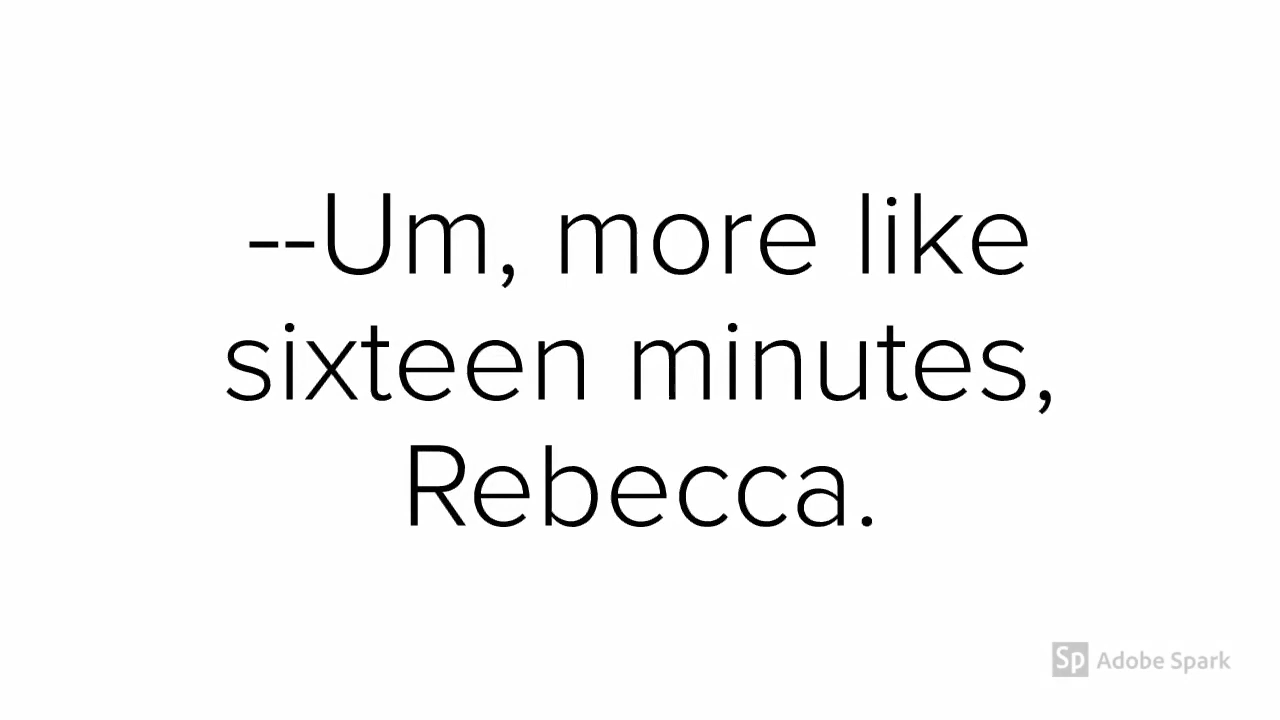 --Um, more like
sixteen minutes,
Rebecca.
Sp Adobe Spark